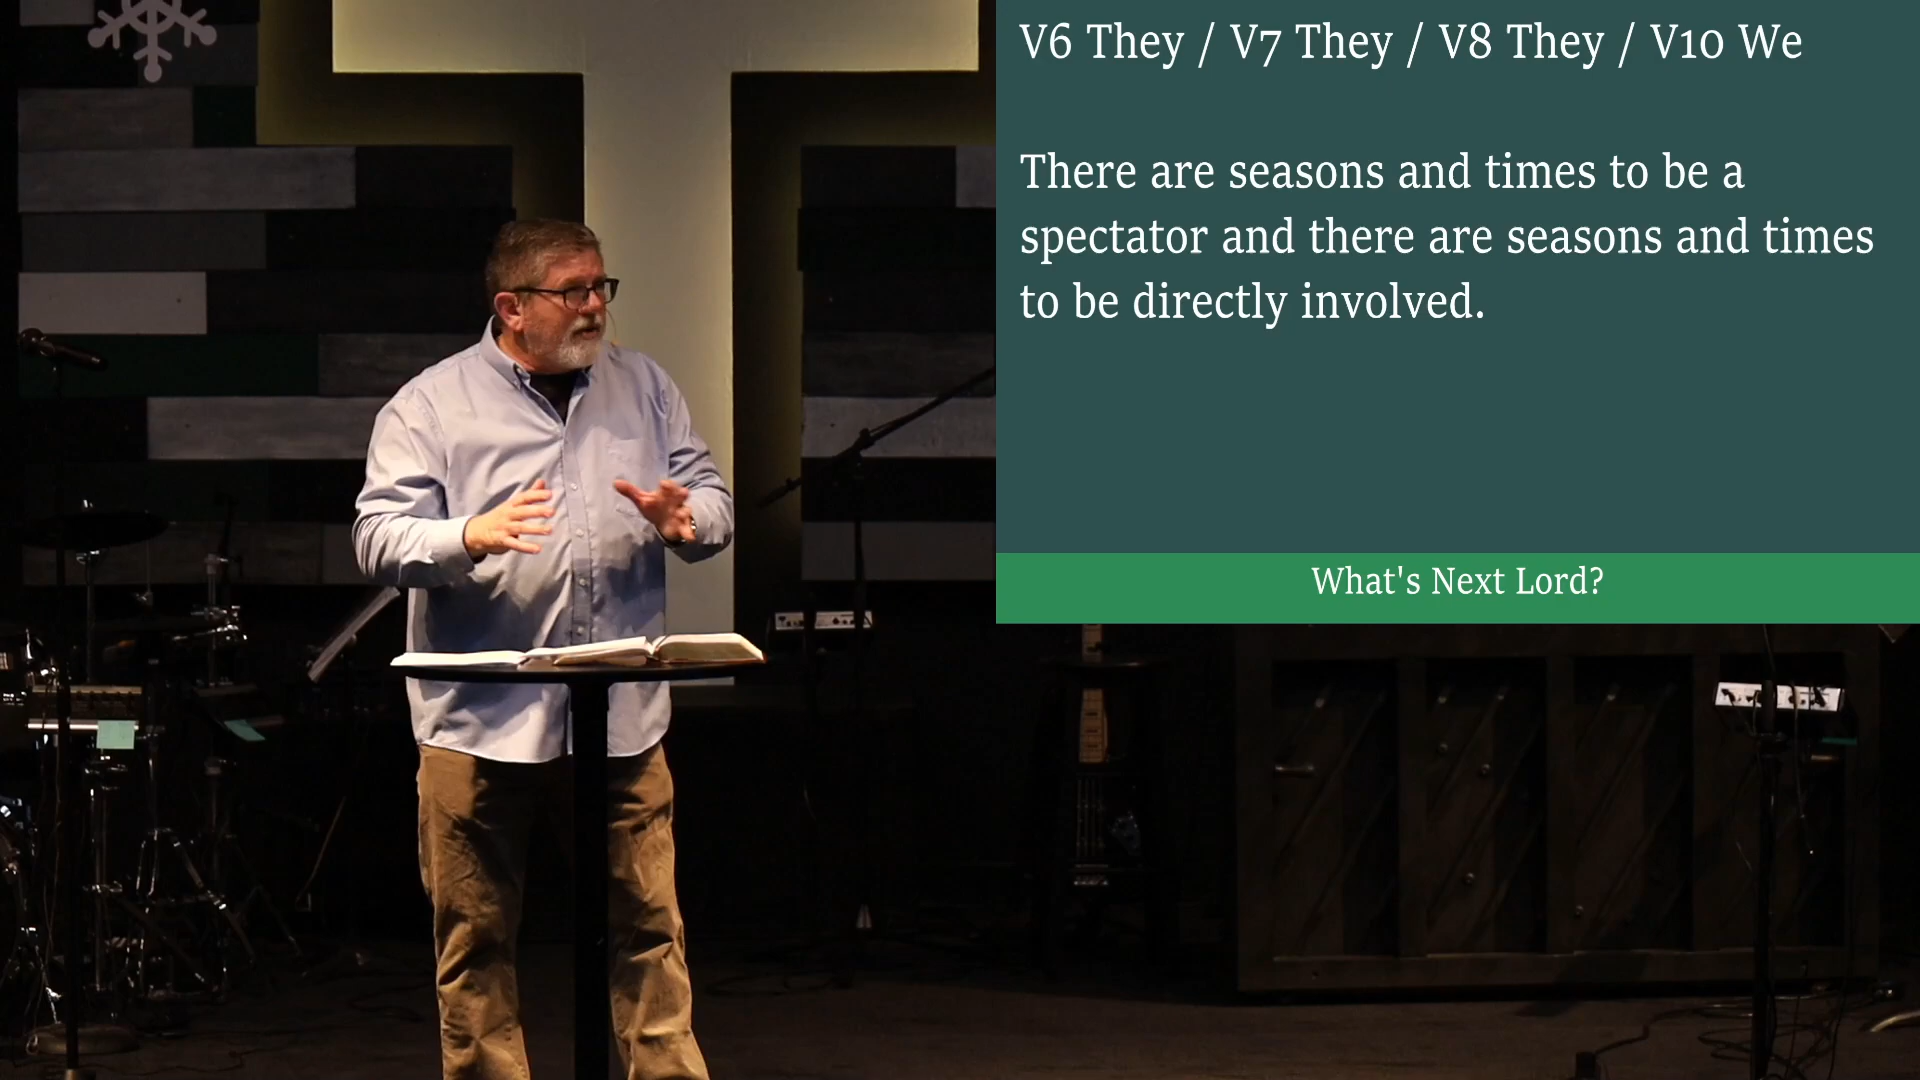 V6 They / V7 They / V8 They / V10 We
There are seasons and times to be a
spectator and there are seasons and times
to be directly involved.
What's Next Lord?